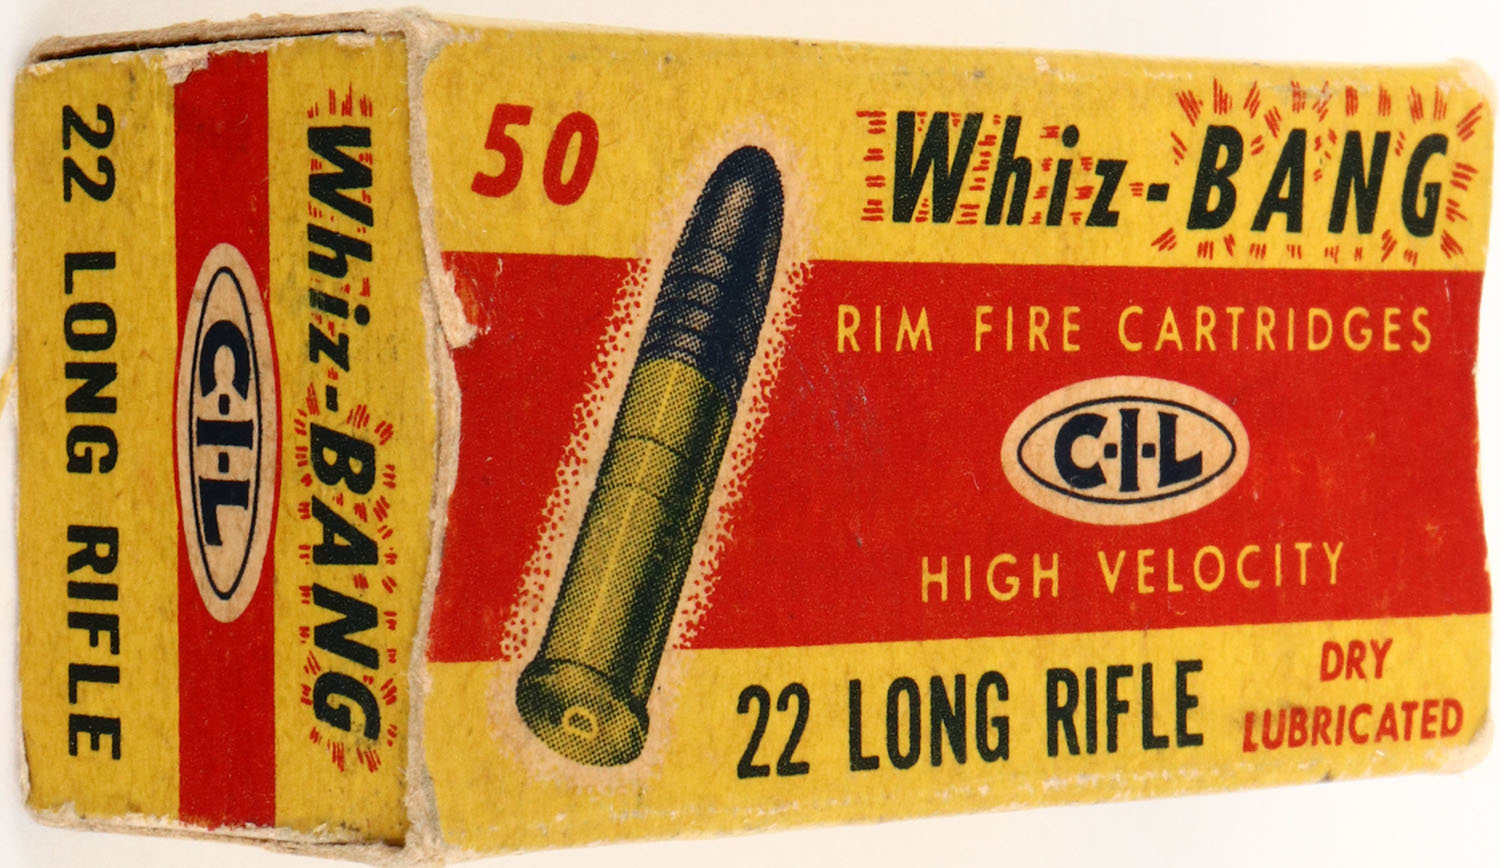 22 LONG RIFLE
C-I-L
Whiz-BANG
50
Whiz-BANG
RIM FIRE CARTRIDGES
C-I-L
HIGH VELOCITY
D
22 LONG RIFLE
DRY
LUBRICATED